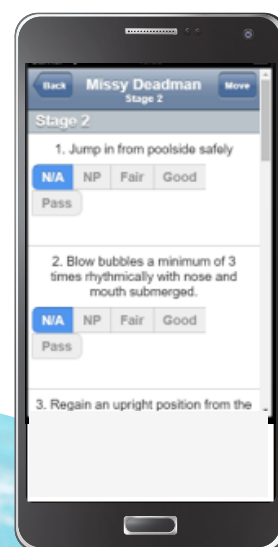 Back Missy Deadman Move
Stage 2
Stage 2
1. Jump in from poolside safely
N/A NP Fair Good
Pass
2. Blow bubbles a minimum of 3
times rhythmically with nose and
mouth submerged.
N/A NP Fair Good
Pass
3. Regain an upright position from the